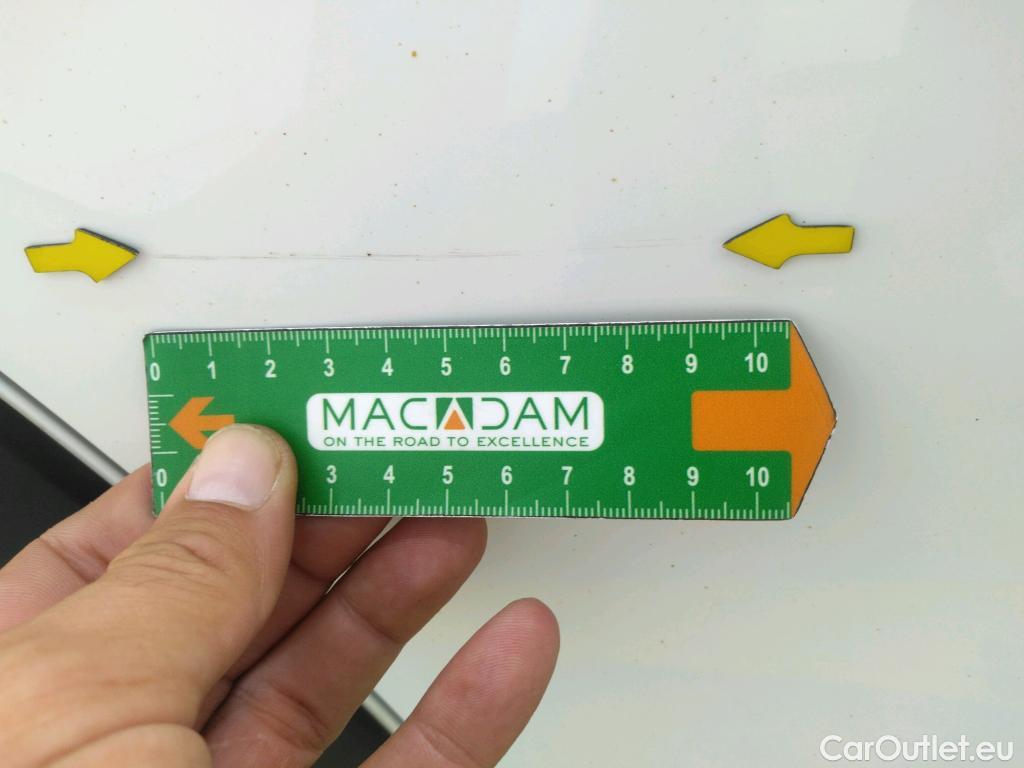 0 1 2 3 4 5 6 7 8 9 10
MACADAM
ON THE ROAD TO EXCELLENCE
0 3 4 5 6 7 8 9 10
CarOutlet.eu